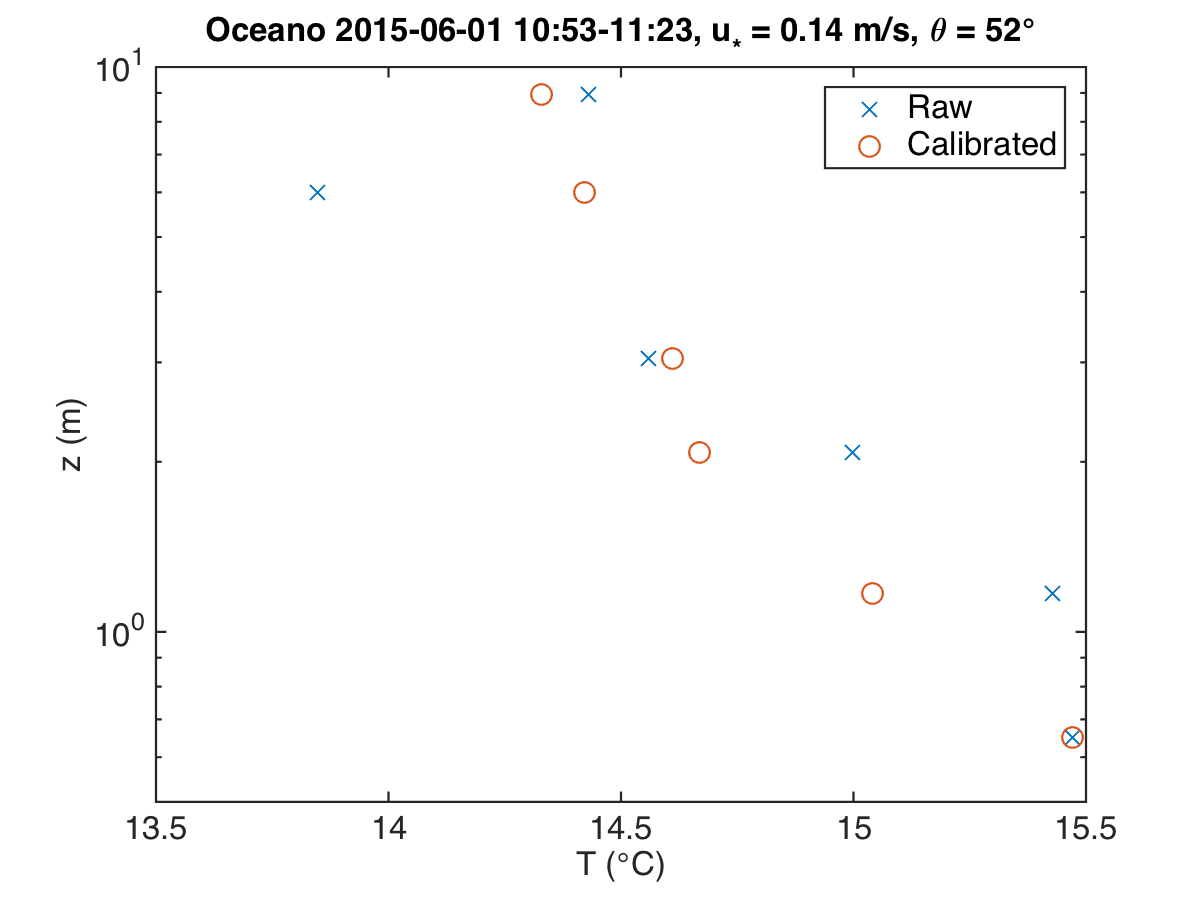 Oceano 2015-06-01 10:53-11:23, u* = 0.14 m/s, θ = 52°
10¹
Raw
Calibrated
z (m)
10⁰
13.5 14 14.5 15 15.5
T (°C)